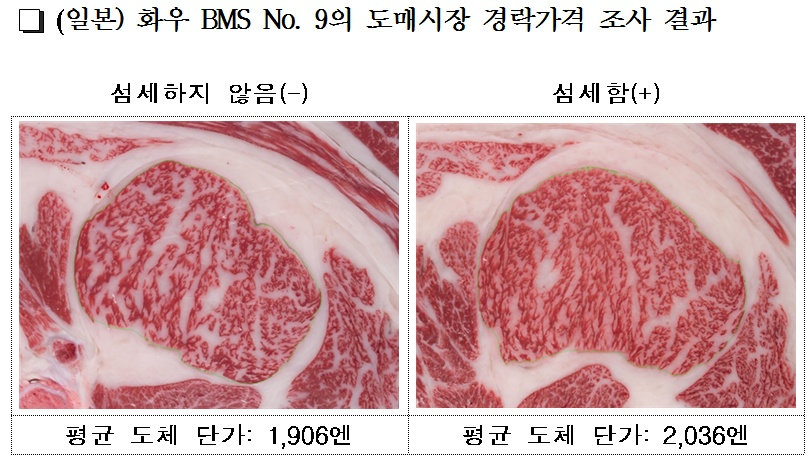 ❏ (일본) 화우 BMS No. 9의 도매시장 경락가격 조사 결과
섬세하지 않음(-)
섬세함(+)
평균 도체 단가: 1,906엔
평균 도체 단가: 2,036엔